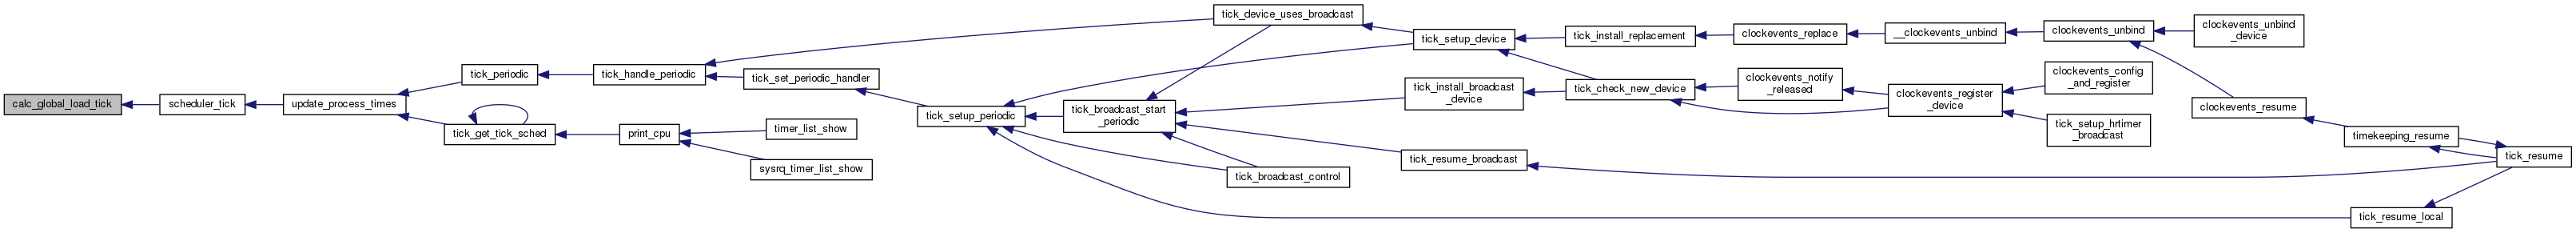 calc_global_load_tick
scheduler_tick
update_process_times
tick_periodic
tick_get_tick_sched
tick_handle_periodic
print_cpu
tick_set_periodic_handler
timer_list_show
sysrq_timer_list_show
tick_setup_periodic
tick_device_uses_broadcast
tick_broadcast_start
_periodic
tick_broadcast_control
tick_setup_device
tick_install_broadcast
_device
tick_resume_broadcast
tick_install_replacement
tick_check_new_device
clockevents_replace
clockevents_notify
_released
__clockevents_unbind
clockevents_register
_device
clockevents_unbind
clockevents_config
_and_register
tick_setup_hrtimer
_broadcast
clockevents_unbind
_device
clockevents_resume
timekeeping_resume
tick_resume_local
tick_resume